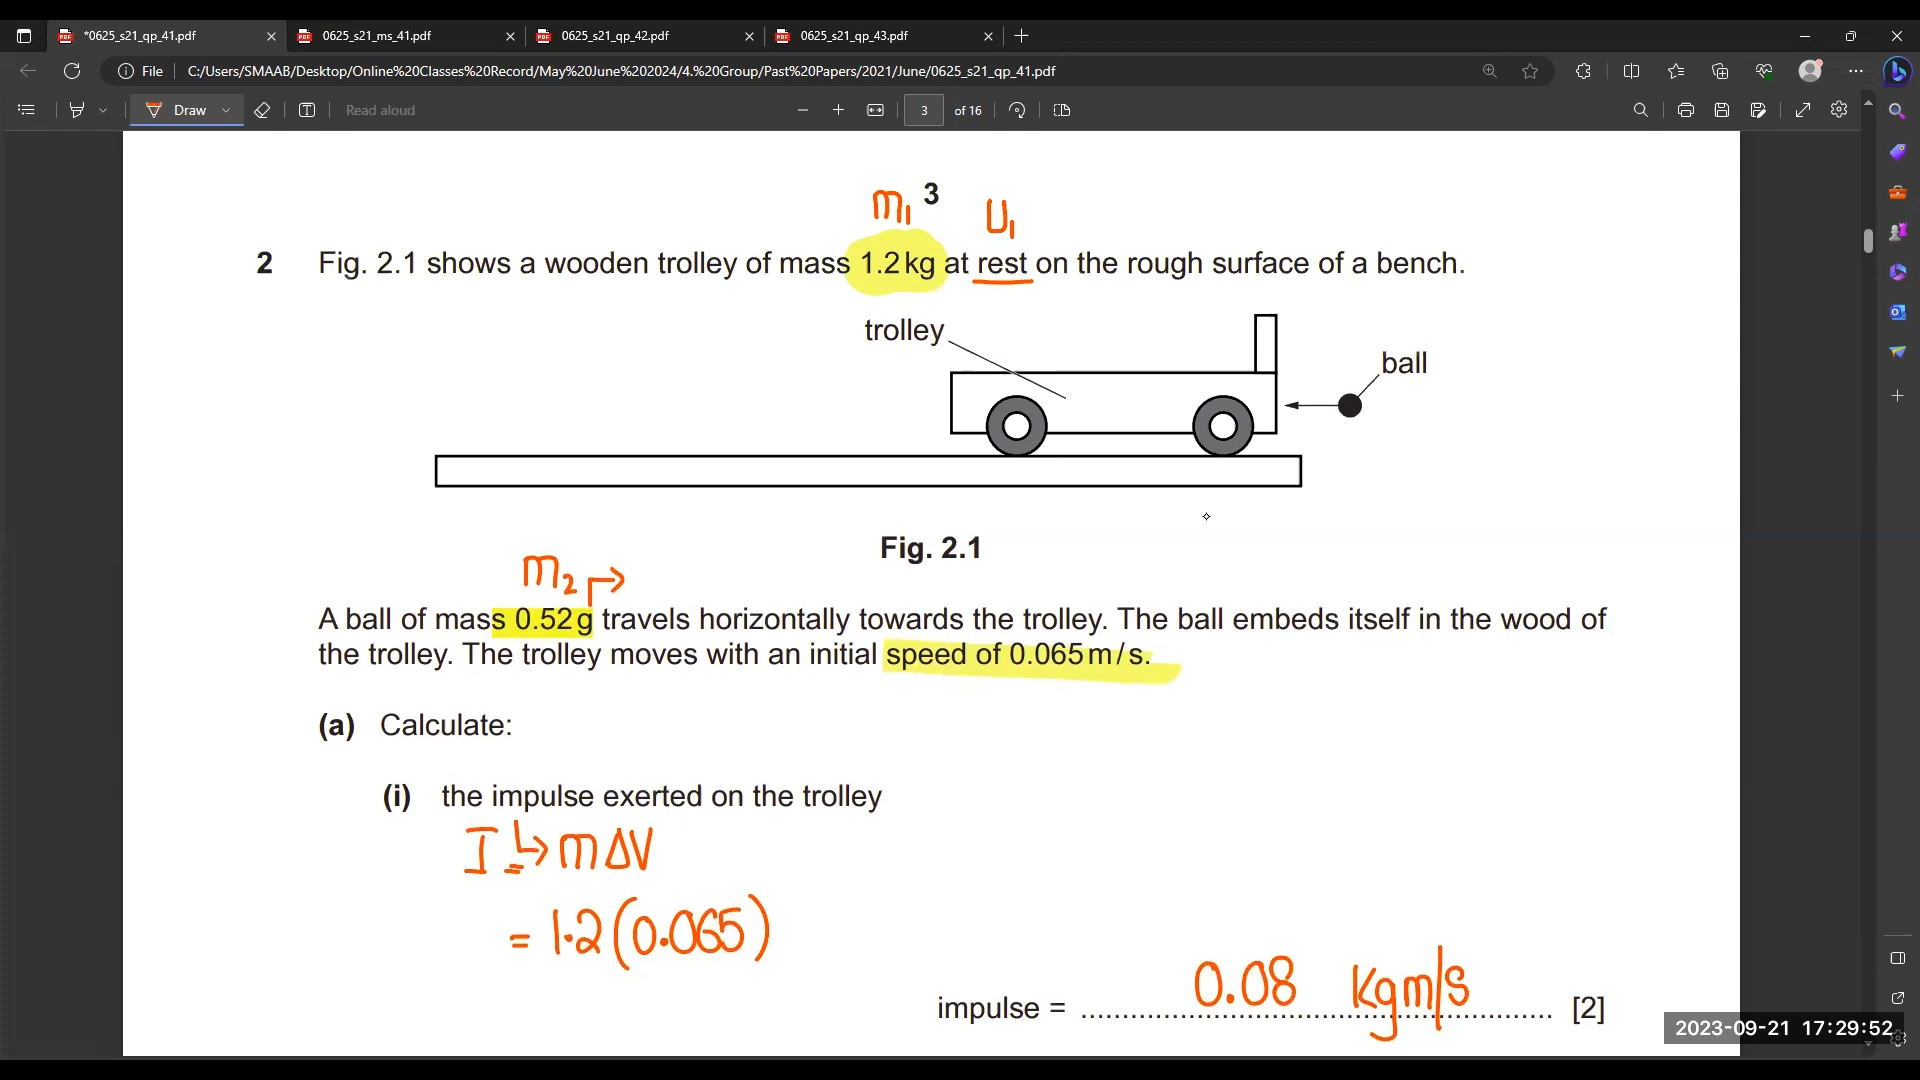 *0625_s21_qp_41.pdf
0625_s21_ms_41.pdf
0625_s21_qp_42.pdf
0625_s21_qp_43.pdf
File
C:/Users/SMAAB/Desktop/Online%20Classes%20Record/May%20June%202024/4.%20Group/Past%20Papers/2021/June/0625_s21_qp_41.pdf
Draw
Read aloud
3 of 16
m1 3 U1
2 Fig. 2.1 shows a wooden trolley of mass 1.2 kg at rest on the rough surface of a bench.
trolley
ball
Fig. 2.1
m2
A ball of mass 0.52 g travels horizontally towards the trolley. The ball embeds itself in the wood of
the trolley. The trolley moves with an initial speed of 0.065 m / s.
(a) Calculate:
(i) the impulse exerted on the trolley
I = m ΔV
= 1.2 (0.065)
0.08 kgm/s
impulse = ............................................................ [2]
2023-09-21 17:29:52